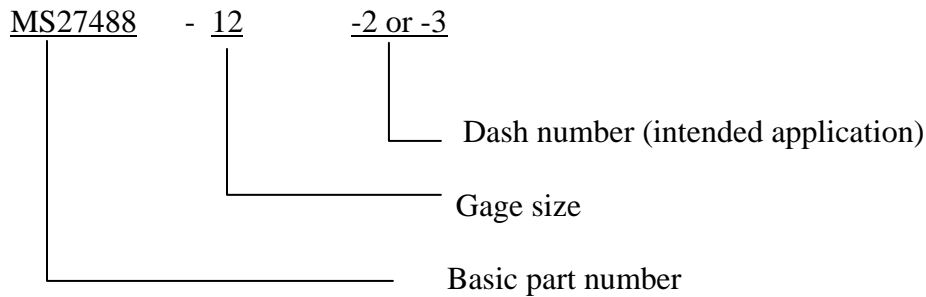 MS27488 - 12 -2 or -3
Dash number (intended application)
Gage size
Basic part number